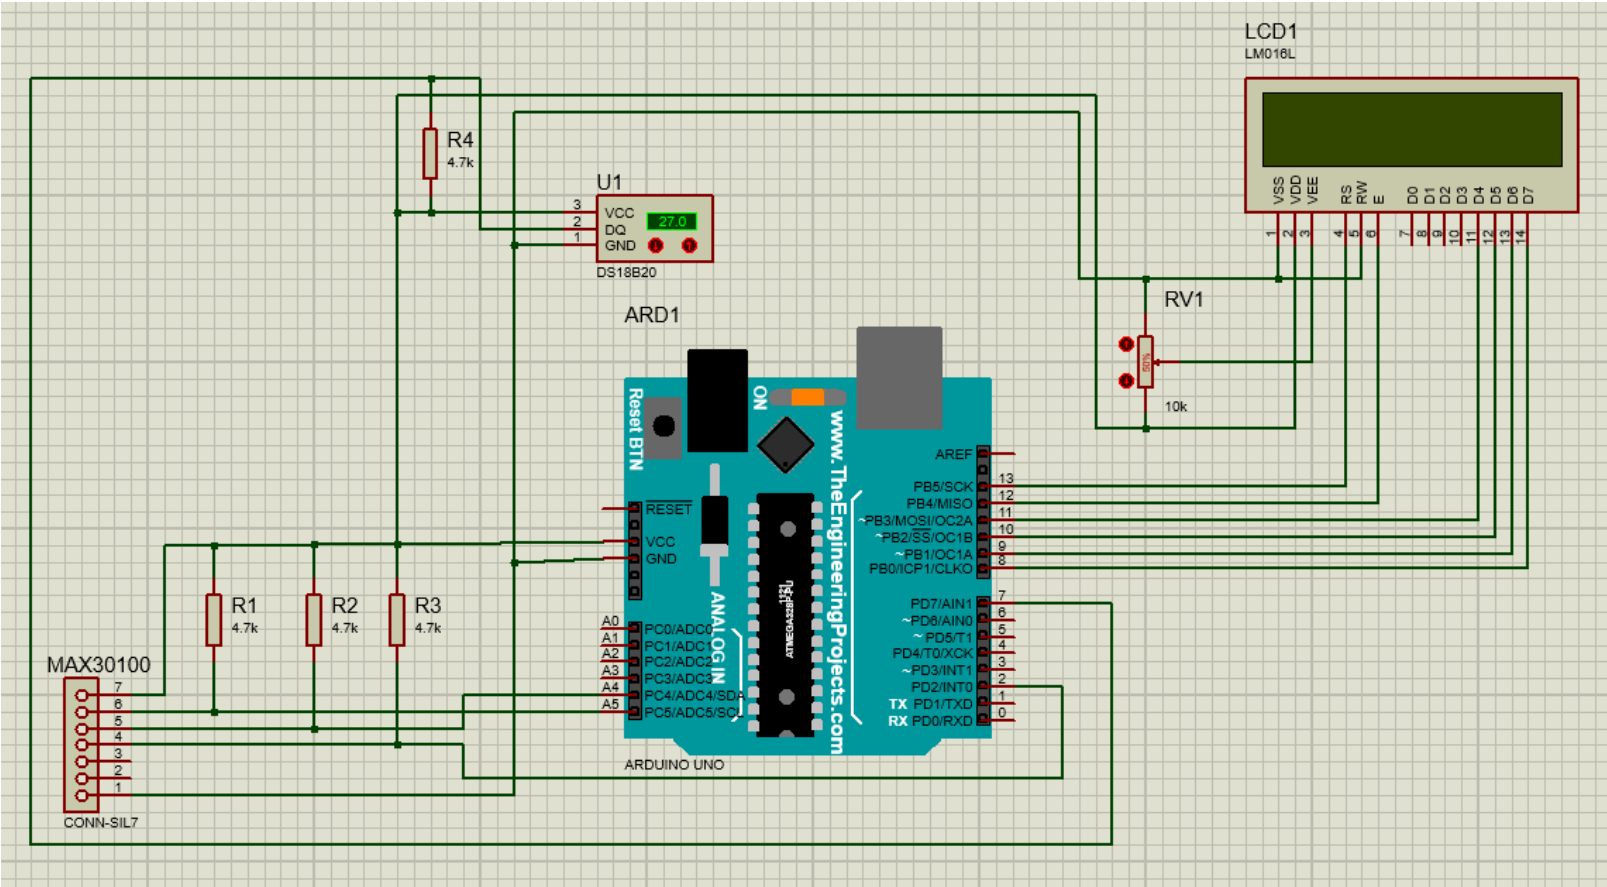 LCD1
LM016L
VSS
VDD
VEE
RS
RW
E
D0
D1
D2
D3
D4
D5
D6
D7
1
2
3
4
5
6
7
8
9
10
11
12
13
14
R4
4.7k
U1
3
2
1
VCC
DQ
GND
27.0
DS18B20
RV1
50%
10k
ARD1
Reset BTN
ON
www.TheEngineeringProjects.com
RESET
VCC
GND
ANALOG IN
ATMEGA328P-PU
1121
A0
A1
A2
A3
A4
A5
PC0/ADC0
PC1/ADC1
PC2/ADC2
PC3/ADC3
PC4/ADC4/SDA
PC5/ADC5/SCL
AREF
PB5/SCK 13
PB4/MISO 12
~PB3/MOSI/OC2A 11
~PB2/SS/OC1B 10
~PB1/OC1A 9
PB0/ICP1/CLKO 8
PD7/AIN1 7
~PD6/AIN0 6
~PD5/T1 5
PD4/T0/XCK 4
~PD3/INT1 3
PD2/INT0 2
TX PD1/TXD 1
RX PD0/RXD 0
ARDUINO UNO
R1
4.7k
R2
4.7k
R3
4.7k
MAX30100
7
6
5
4
3
2
1
CONN-SIL7